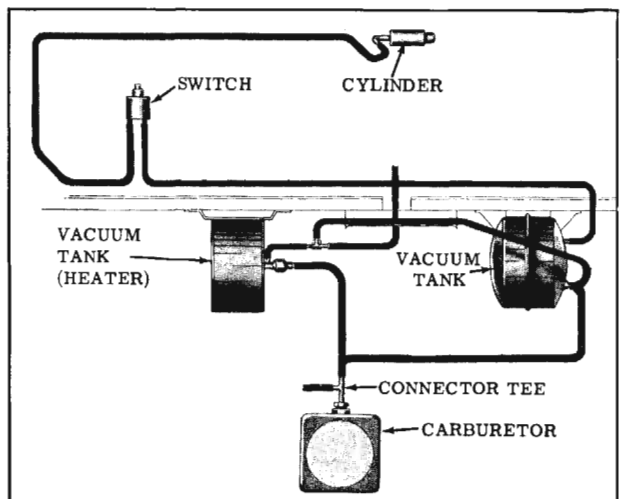 SWITCH
CYLINDER
VACUUM
TANK
(HEATER)
VACUUM
TANK
CONNECTOR TEE
CARBURETOR